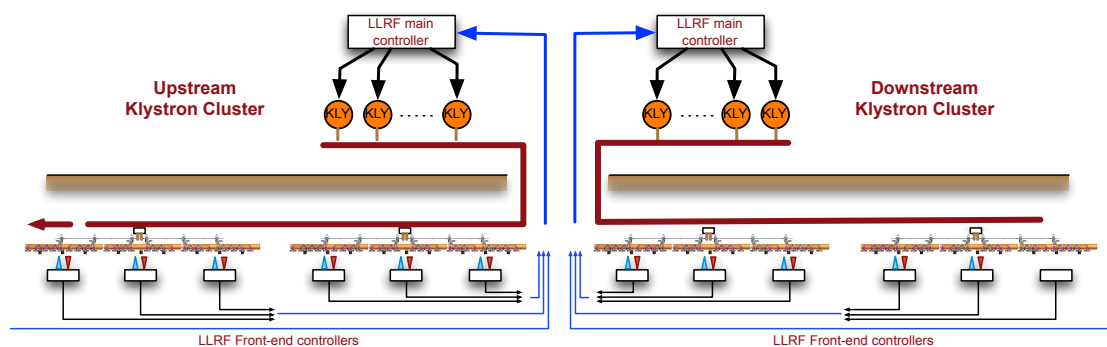 LLRF main
controller
LLRF main
controller
Upstream
Klystron Cluster
Downstream
Klystron Cluster
KLY KLY ..... KLY
KLY ..... KLY KLY
LLRF Front-end controllers
LLRF Front-end controllers